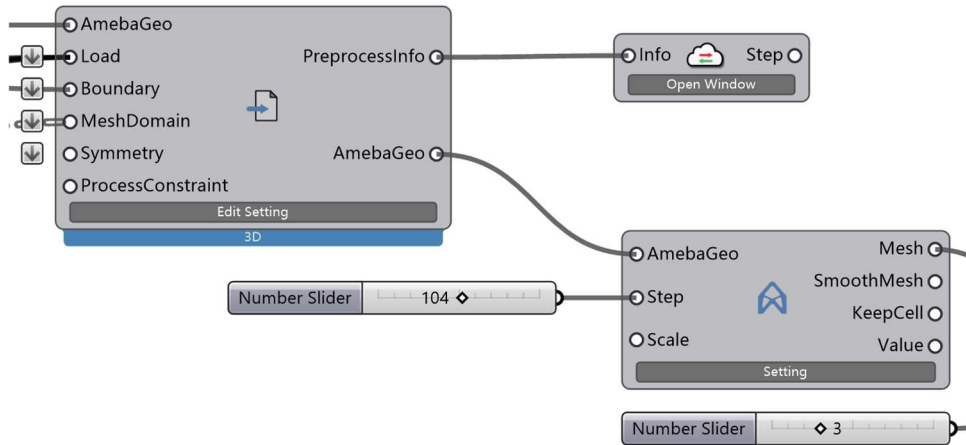 AmebaGeo
Load
Boundary
MeshDomain
Symmetry
ProcessConstraint
PreprocessInfo
AmebaGeo
Edit Setting
3D
Info
Step
Open Window
Number Slider
104
AmebaGeo
Step
Scale
Mesh
SmoothMesh
KeepCell
Value
Setting
Number Slider
3